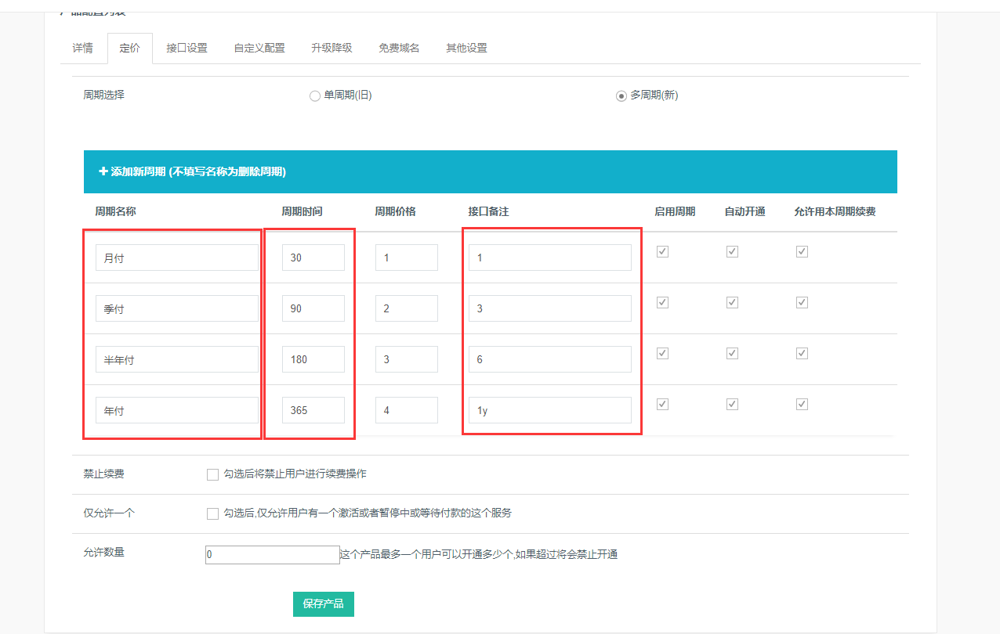 产品配置列表
详情 定价 接口设置 自定义配置 升级降级 免费域名 其他设置
周期选择 单周期(旧) 多周期(新)
添加新周期 (不填写名称为删除周期)
周期名称 周期时间 周期价格 接口备注 启用周期 自动开通 允许用本周期续费
月付 30 1 1
季付 90 2 3
半年付 180 3 6
年付 365 4 1y
禁止续费 勾选后将禁止用户进行续费操作
仅允许一个 勾选后,仅允许用户有一个激活或者暂停中或等待付款的这个服务
允许数量 0 这个产品最多一个用户可以开通多少个,如果超过将会禁止开通
保存产品